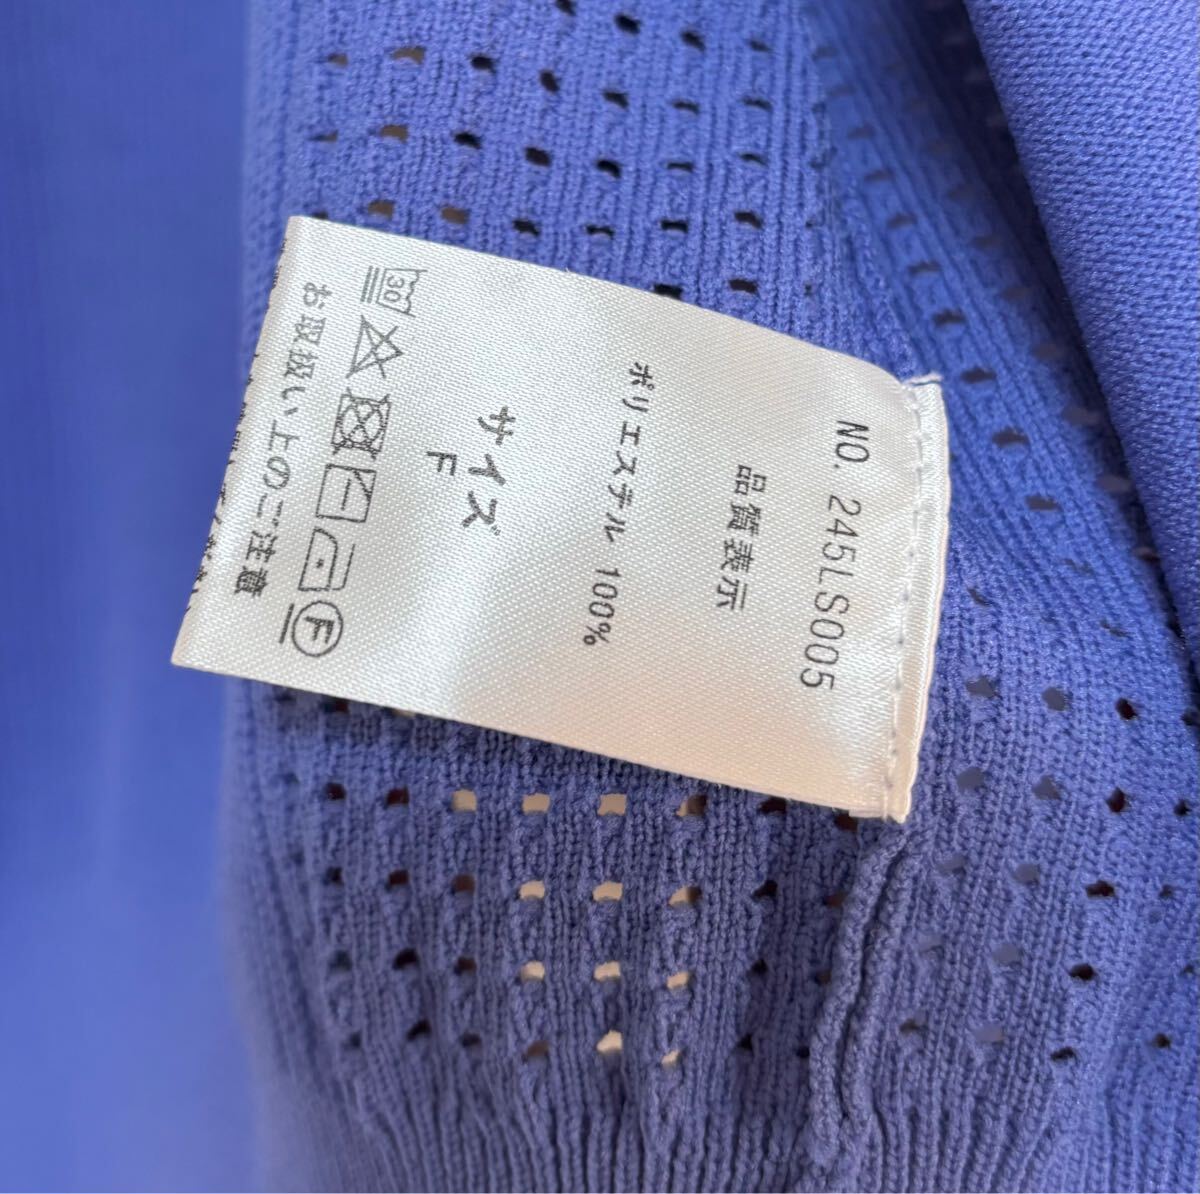 NO. 245LS005
品質表示
ポリエステル 100%
サイズ
F
30
F
お取扱い上のご注意